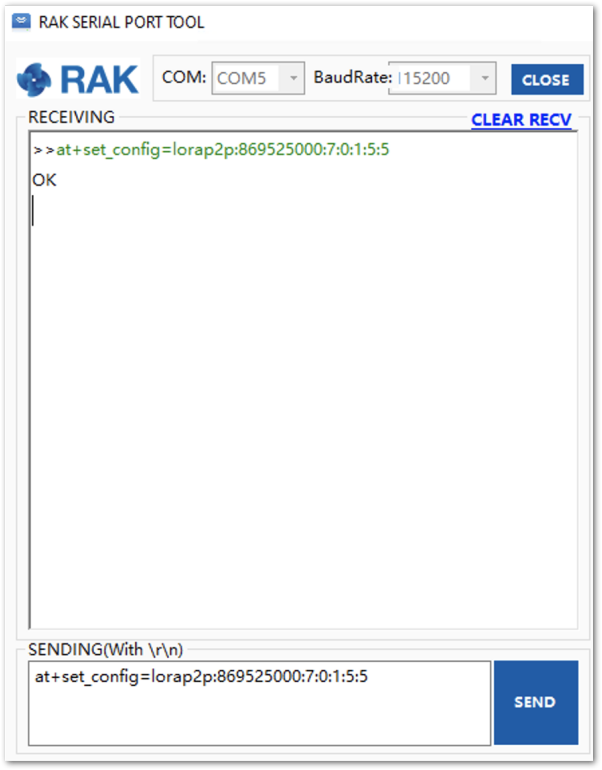 RAK SERIAL PORT TOOL
RAK COM: COM5 BaudRate: 115200 CLOSE
RECEIVING CLEAR RECV
>>at+set_config=lorap2p:869525000:7:0:1:5:5
OK
SENDING(With \r\n)
at+set_config=lorap2p:869525000:7:0:1:5:5
SEND